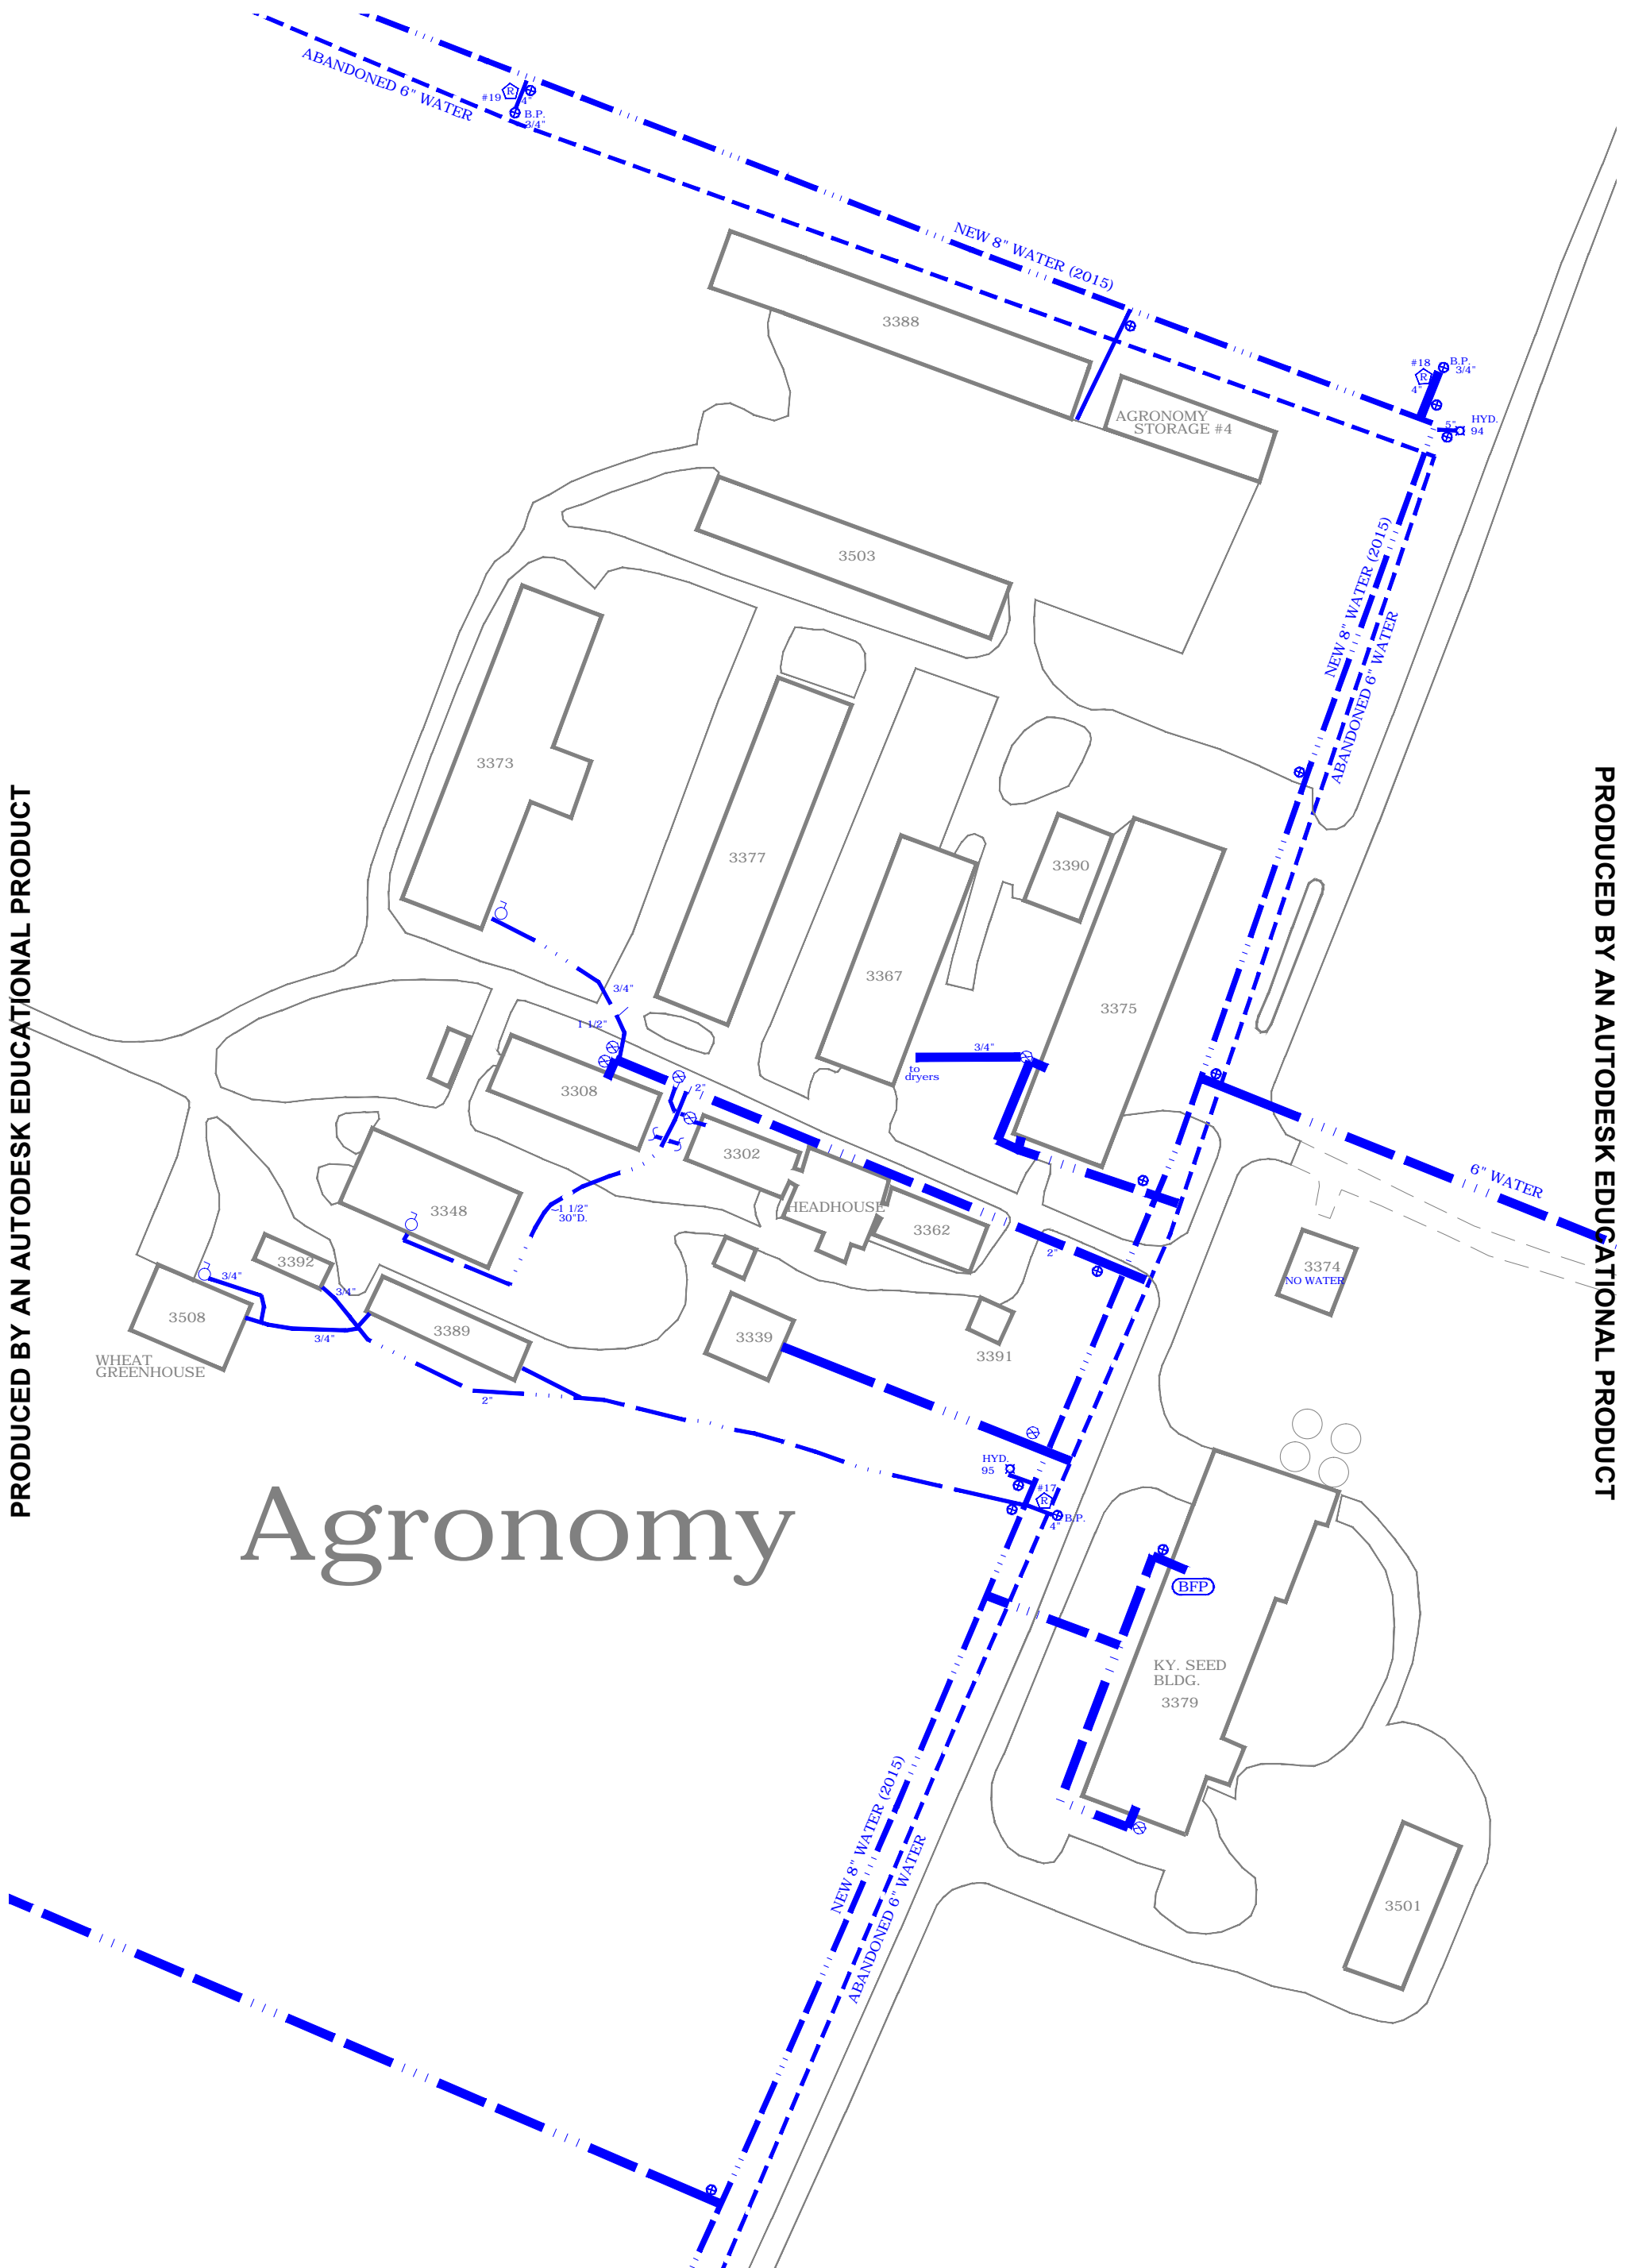 ABANDONED 6" WATER
#19
R
4"
B.P.
3/4"
NEW 8" WATER (2015)
3388
#18
R
B.P.
3/4"
4"
HYD.
94
5"
AGRONOMY
STORAGE #4
3503
NEW 8" WATER (2015)
ABANDONED 6" WATER
3373
3377
3390
3367
3375
3/4"
1 1/2"
3/4"
to
dryers
3308
2"
3302
6" WATER
HEADHOUSE
3348
1 1/2"
30"D.
3362
2"
3392
3/4"
3/4"
3374
NO WATER
3508
3/4"
3389
3339
3391
WHEAT
GREENHOUSE
2"
HYD.
95
#17
R
B.P.
4"
Agronomy
BFP
KY. SEED
BLDG.
3379
NEW 8" WATER (2015)
ABANDONED 6" WATER
3501
PRODUCED BY AN AUTODESK EDUCATIONAL PRODUCT
PRODUCED BY AN AUTODESK EDUCATIONAL PRODUCT